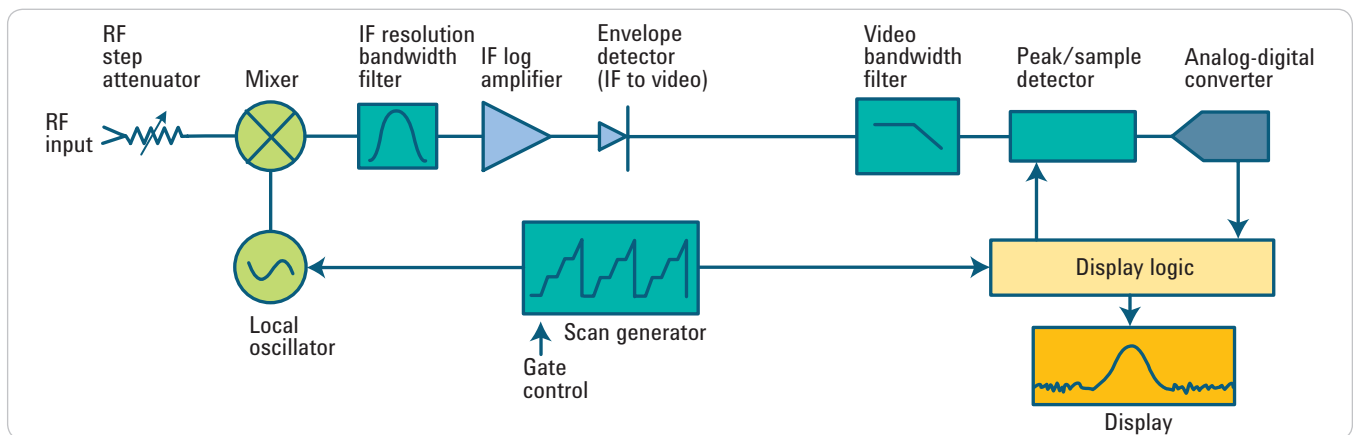 RF
step
attenuator
Mixer
IF resolution
bandwidth
filter
IF log
amplifier
Envelope
detector
(IF to video)
Video
bandwidth
filter
Peak/sample
detector
Analog-digital
converter
RF
input
Local
oscillator
Scan generator
Gate
control
Display logic
Display